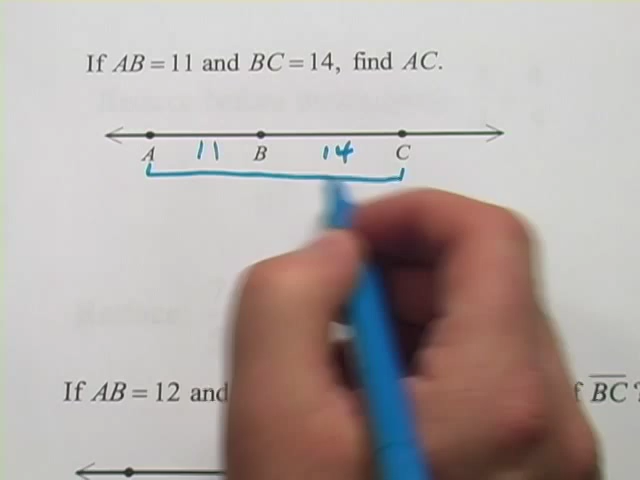 If AB = 11 and BC = 14, find AC.
A 11 B 14 C
If AB = 12 and f BC ?